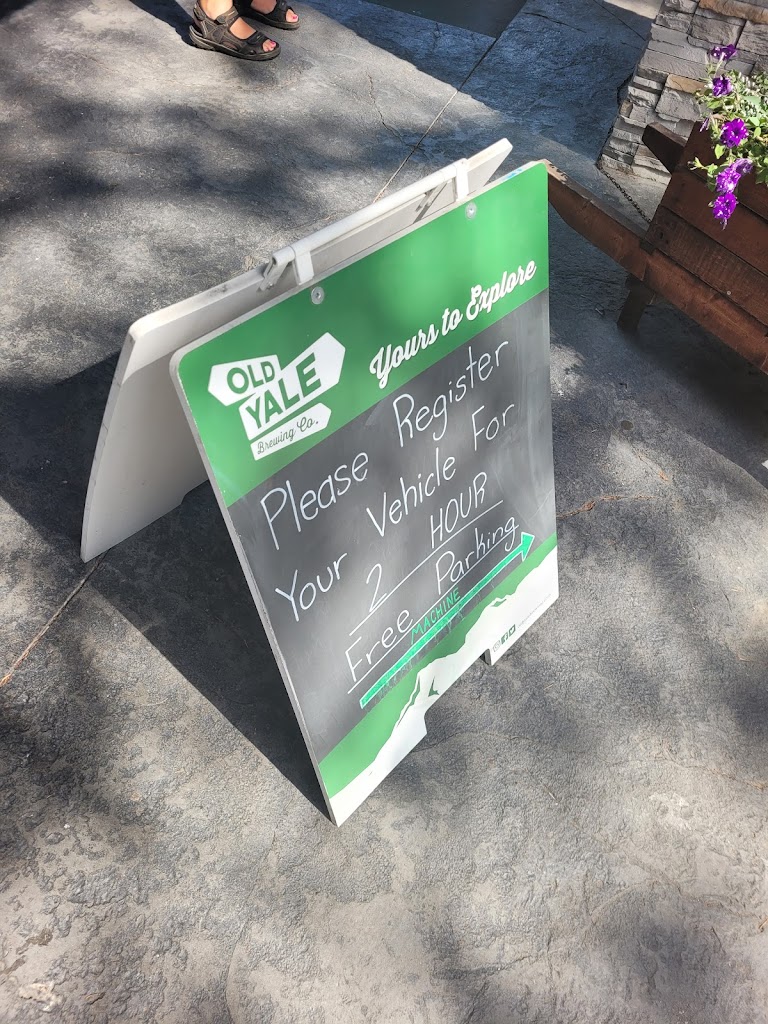 OLD
YALE
Brewing Co.
Yours to Explore
Please Register
Your Vehicle For
2 HOUR
Free Parking
MACHINE